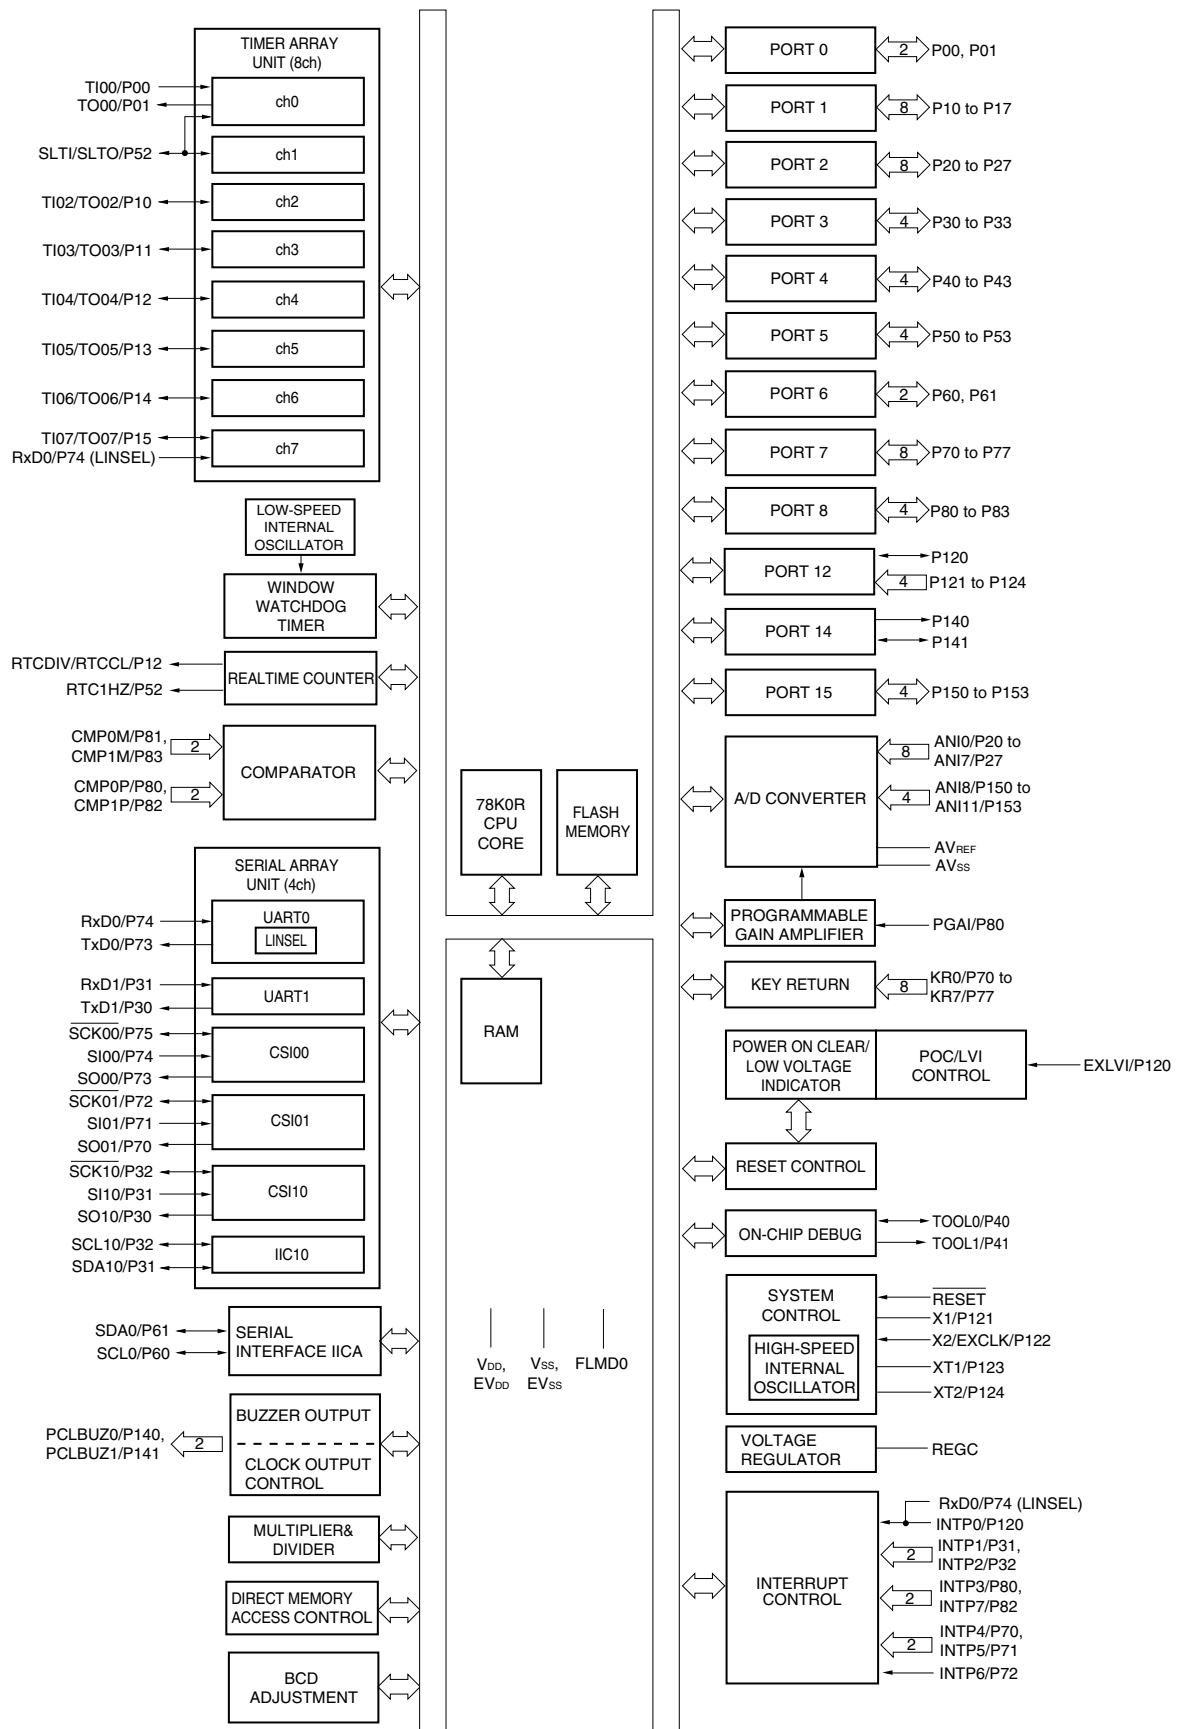 TIMER ARRAY
UNIT (8ch)
TI00/P00
TO00/P01
ch0
SLTI/SLTO/P52
ch1
TI02/TO02/P10
ch2
TI03/TO03/P11
ch3
TI04/TO04/P12
ch4
TI05/TO05/P13
ch5
TI06/TO06/P14
ch6
TI07/TO07/P15
RxD0/P74 (LINSEL)
ch7
LOW-SPEED
INTERNAL
OSCILLATOR
WINDOW
WATCHDOG
TIMER
RTCDIV/RTCCL/P12
RTC1HZ/P52
REALTIME COUNTER
CMP0M/P81,
CMP1M/P83
2
CMP0P/P80,
CMP1P/P82
2
COMPARATOR
SERIAL ARRAY
UNIT (4ch)
RxD0/P74
TxD0/P73
UART0
LINSEL
RxD1/P31
TxD1/P30
UART1
SCK00/P75
SI00/P74
SO00/P73
CSI00
SCK01/P72
SI01/P71
SO01/P70
CSI01
SCK10/P32
SI10/P31
SO10/P30
CSI10
SCL10/P32
SDA10/P31
IIC10
SDA0/P61
SCL0/P60
SERIAL
INTERFACE IICA
PCLBUZ0/P140,
PCLBUZ1/P141
2
BUZZER OUTPUT
CLOCK OUTPUT
CONTROL
MULTIPLIER&
DIVIDER
DIRECT MEMORY
ACCESS CONTROL
BCD
ADJUSTMENT
78K0R
CPU
CORE
FLASH
MEMORY
RAM
VDD,
EVDD
VSS,
EVSS
FLMD0
PORT 0
2
P00, P01
PORT 1
8
P10 to P17
PORT 2
8
P20 to P27
PORT 3
4
P30 to P33
PORT 4
4
P40 to P43
PORT 5
4
P50 to P53
PORT 6
2
P60, P61
PORT 7
8
P70 to P77
PORT 8
4
P80 to P83
PORT 12
P120
4
P121 to P124
PORT 14
P140
P141
PORT 15
4
P150 to P153
A/D CONVERTER
8
ANI0/P20 to
ANI7/P27
4
ANI8/P150 to
ANI11/P153
AVREF
AVSS
PROGRAMMABLE
GAIN AMPLIFIER
PGAI/P80
KEY RETURN
8
KR0/P70 to
KR7/P77
POWER ON CLEAR/
LOW VOLTAGE
INDICATOR
POC/LVI
CONTROL
EXLVI/P120
RESET CONTROL
ON-CHIP DEBUG
TOOL0/P40
TOOL1/P41
SYSTEM
CONTROL
HIGH-SPEED
INTERNAL
OSCILLATOR
RESET
X1/P121
X2/EXCLK/P122
XT1/P123
XT2/P124
VOLTAGE
REGULATOR
REGC
INTERRUPT
CONTROL
RxD0/P74 (LINSEL)
INTP0/P120
2
INTP1/P31,
INTP2/P32
2
INTP3/P80,
INTP7/P82
2
INTP4/P70,
INTP5/P71
INTP6/P72